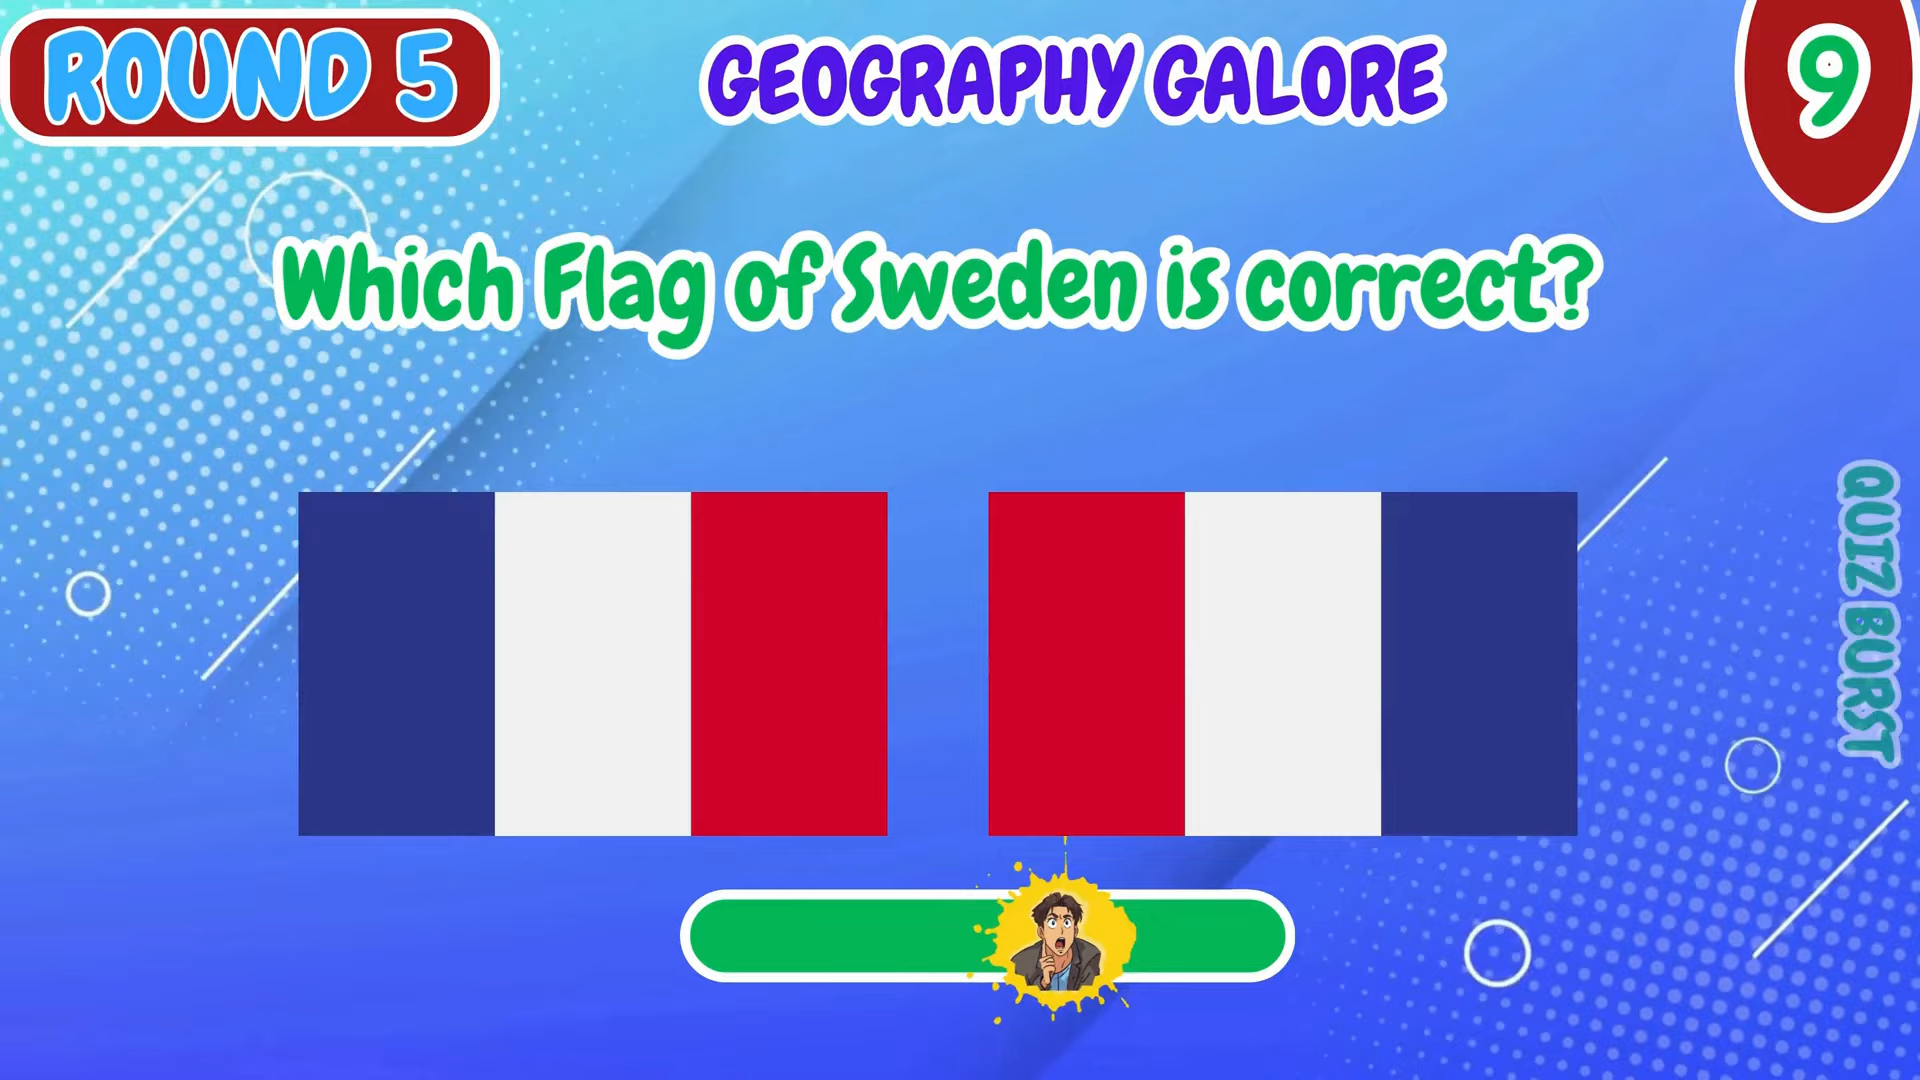 ROUND 5
GEOGRAPHY GALORE
9
Which Flag of Sweden is correct?
QUIZ BURST